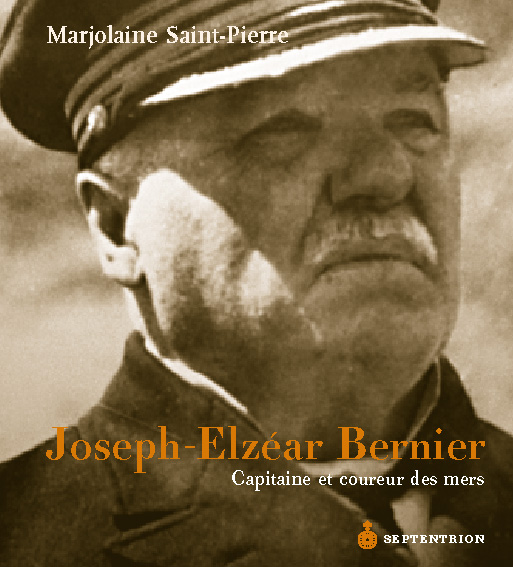 Marjolaine Saint-Pierre
Joseph-Elzéar Bernier
Capitaine et coureur des mers
SEPTENTRION